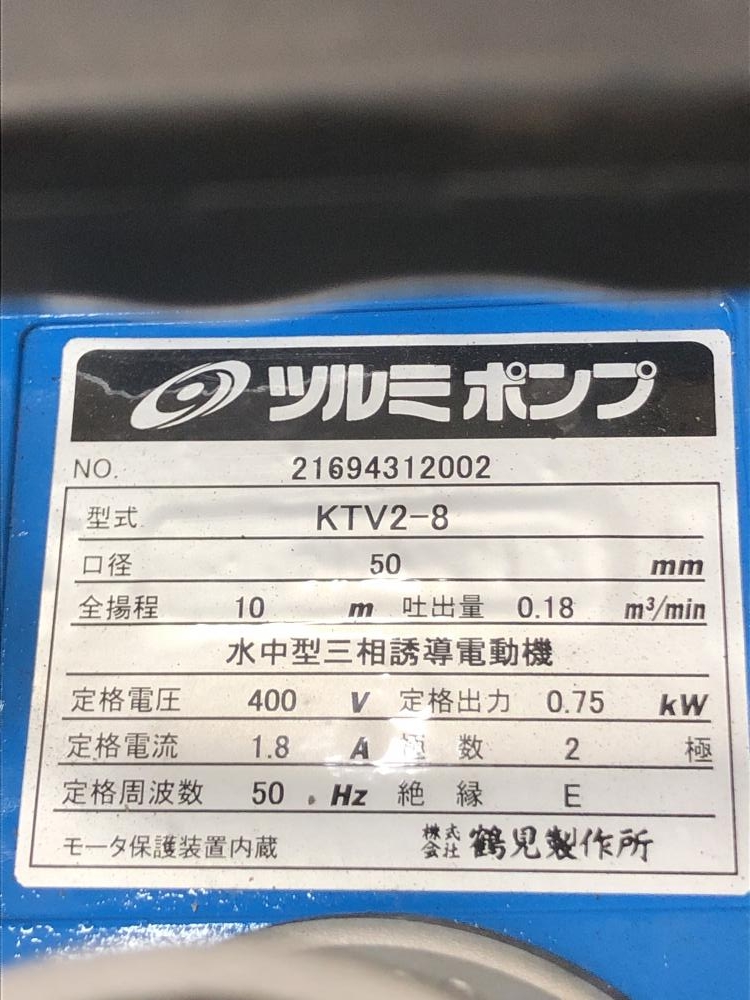 ツルミポンプ
NO. 21694312002
型式 KTV2-8
口径 50 mm
全揚程 10 m 吐出量 0.18 m³/min
水中型三相誘導電動機
定格電圧 400 V 定格出力 0.75 kW
定格電流 1.8 A 極数 2 極
定格周波数 50 Hz 絶縁 E
モータ保護装置内蔵 株式会社 鶴見製作所